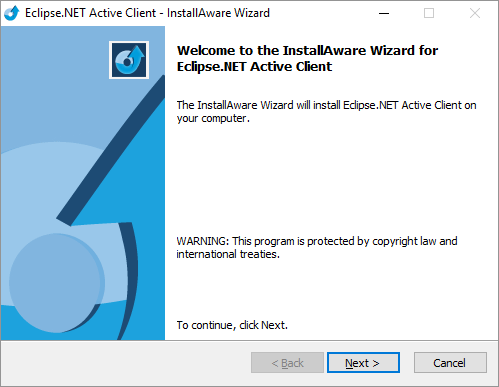 Eclipse.NET Active Client - InstallAware Wizard
Welcome to the InstallAware Wizard for
Eclipse.NET Active Client
The InstallAware Wizard will install Eclipse.NET Active Client on
your computer.
WARNING: This program is protected by copyright law and
international treaties.
To continue, click Next.
< Back
Next >
Cancel